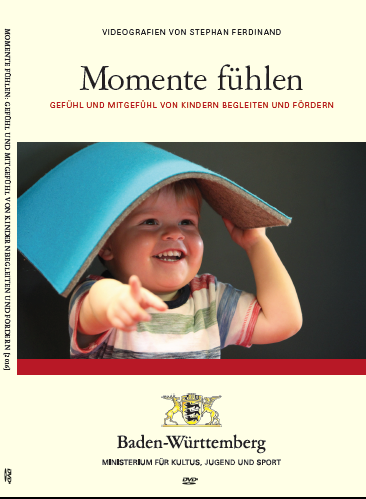 VIDEOGRAFIEN VON STEPHAN FERDINAND
Momente fühlen
GEFÜHL UND MITGEFÜHL VON KINDERN BEGLEITEN UND FÖRDERN
MOMENTE FÜHLEN: GEFÜHL UND MITGEFÜHL VON KINDERN BEGLEITEN UND FÖRDERN
Baden-Württemberg
MINISTERIUM FÜR KULTUS, JUGEND UND SPORT
DVD
DVD